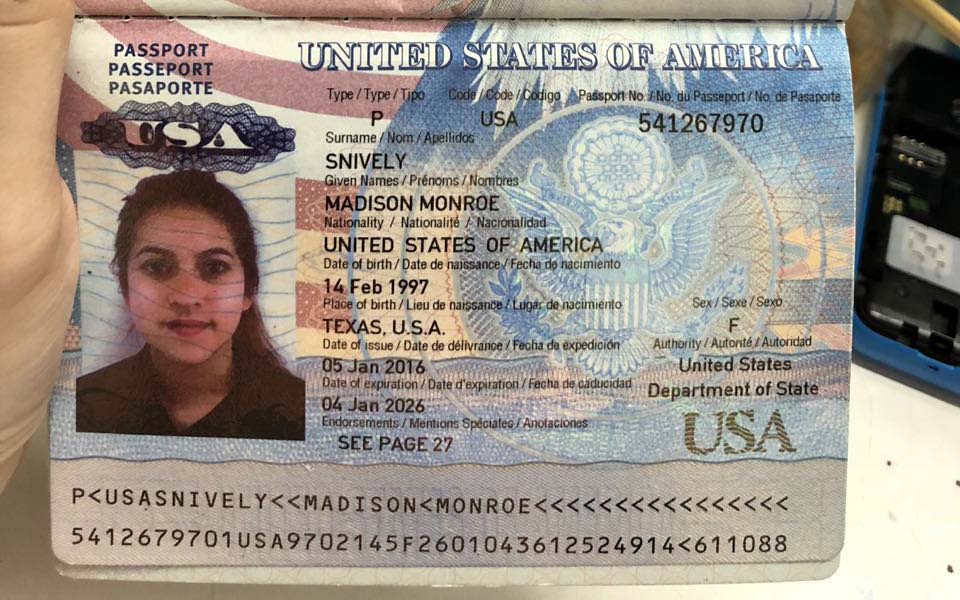 PASSPORT
PASSEPORT
PASAPORTE
USA
UNITED STATES OF AMERICA
Type / Type / Tipo Code / Code / Codigo Passport No. / No. du Passeport / No. de Pasaporte
P USA 541267970
Surname / Nom / Apellidos
SNIVELY
Given Names / Prénoms / Nombres
MADISON MONROE
Nationality / Nationalité / Nacionalidad
UNITED STATES OF AMERICA
Date of birth / Date de naissance / Fecha de nacimiento
14 Feb 1997
Place of birth / Lieu de naissance / Lugar de nacimiento Sex / Sexe / Sexo
TEXAS, U.S.A. F
Date of issue / Date de délivrance / Fecha de expedición Authority / Autorité / Autoridad
05 Jan 2016 United States
Date of expiration / Date d'expiration / Fecha de caducidad Department of State
04 Jan 2026
Endorsements / Mentions Spéciales / Anotaciones USA
SEE PAGE 27
P<USASNIVELY<<MADISON<MONROE<<<<<<<<<<<<<<<<
5412679701USA9702145F2601043612524914<611088